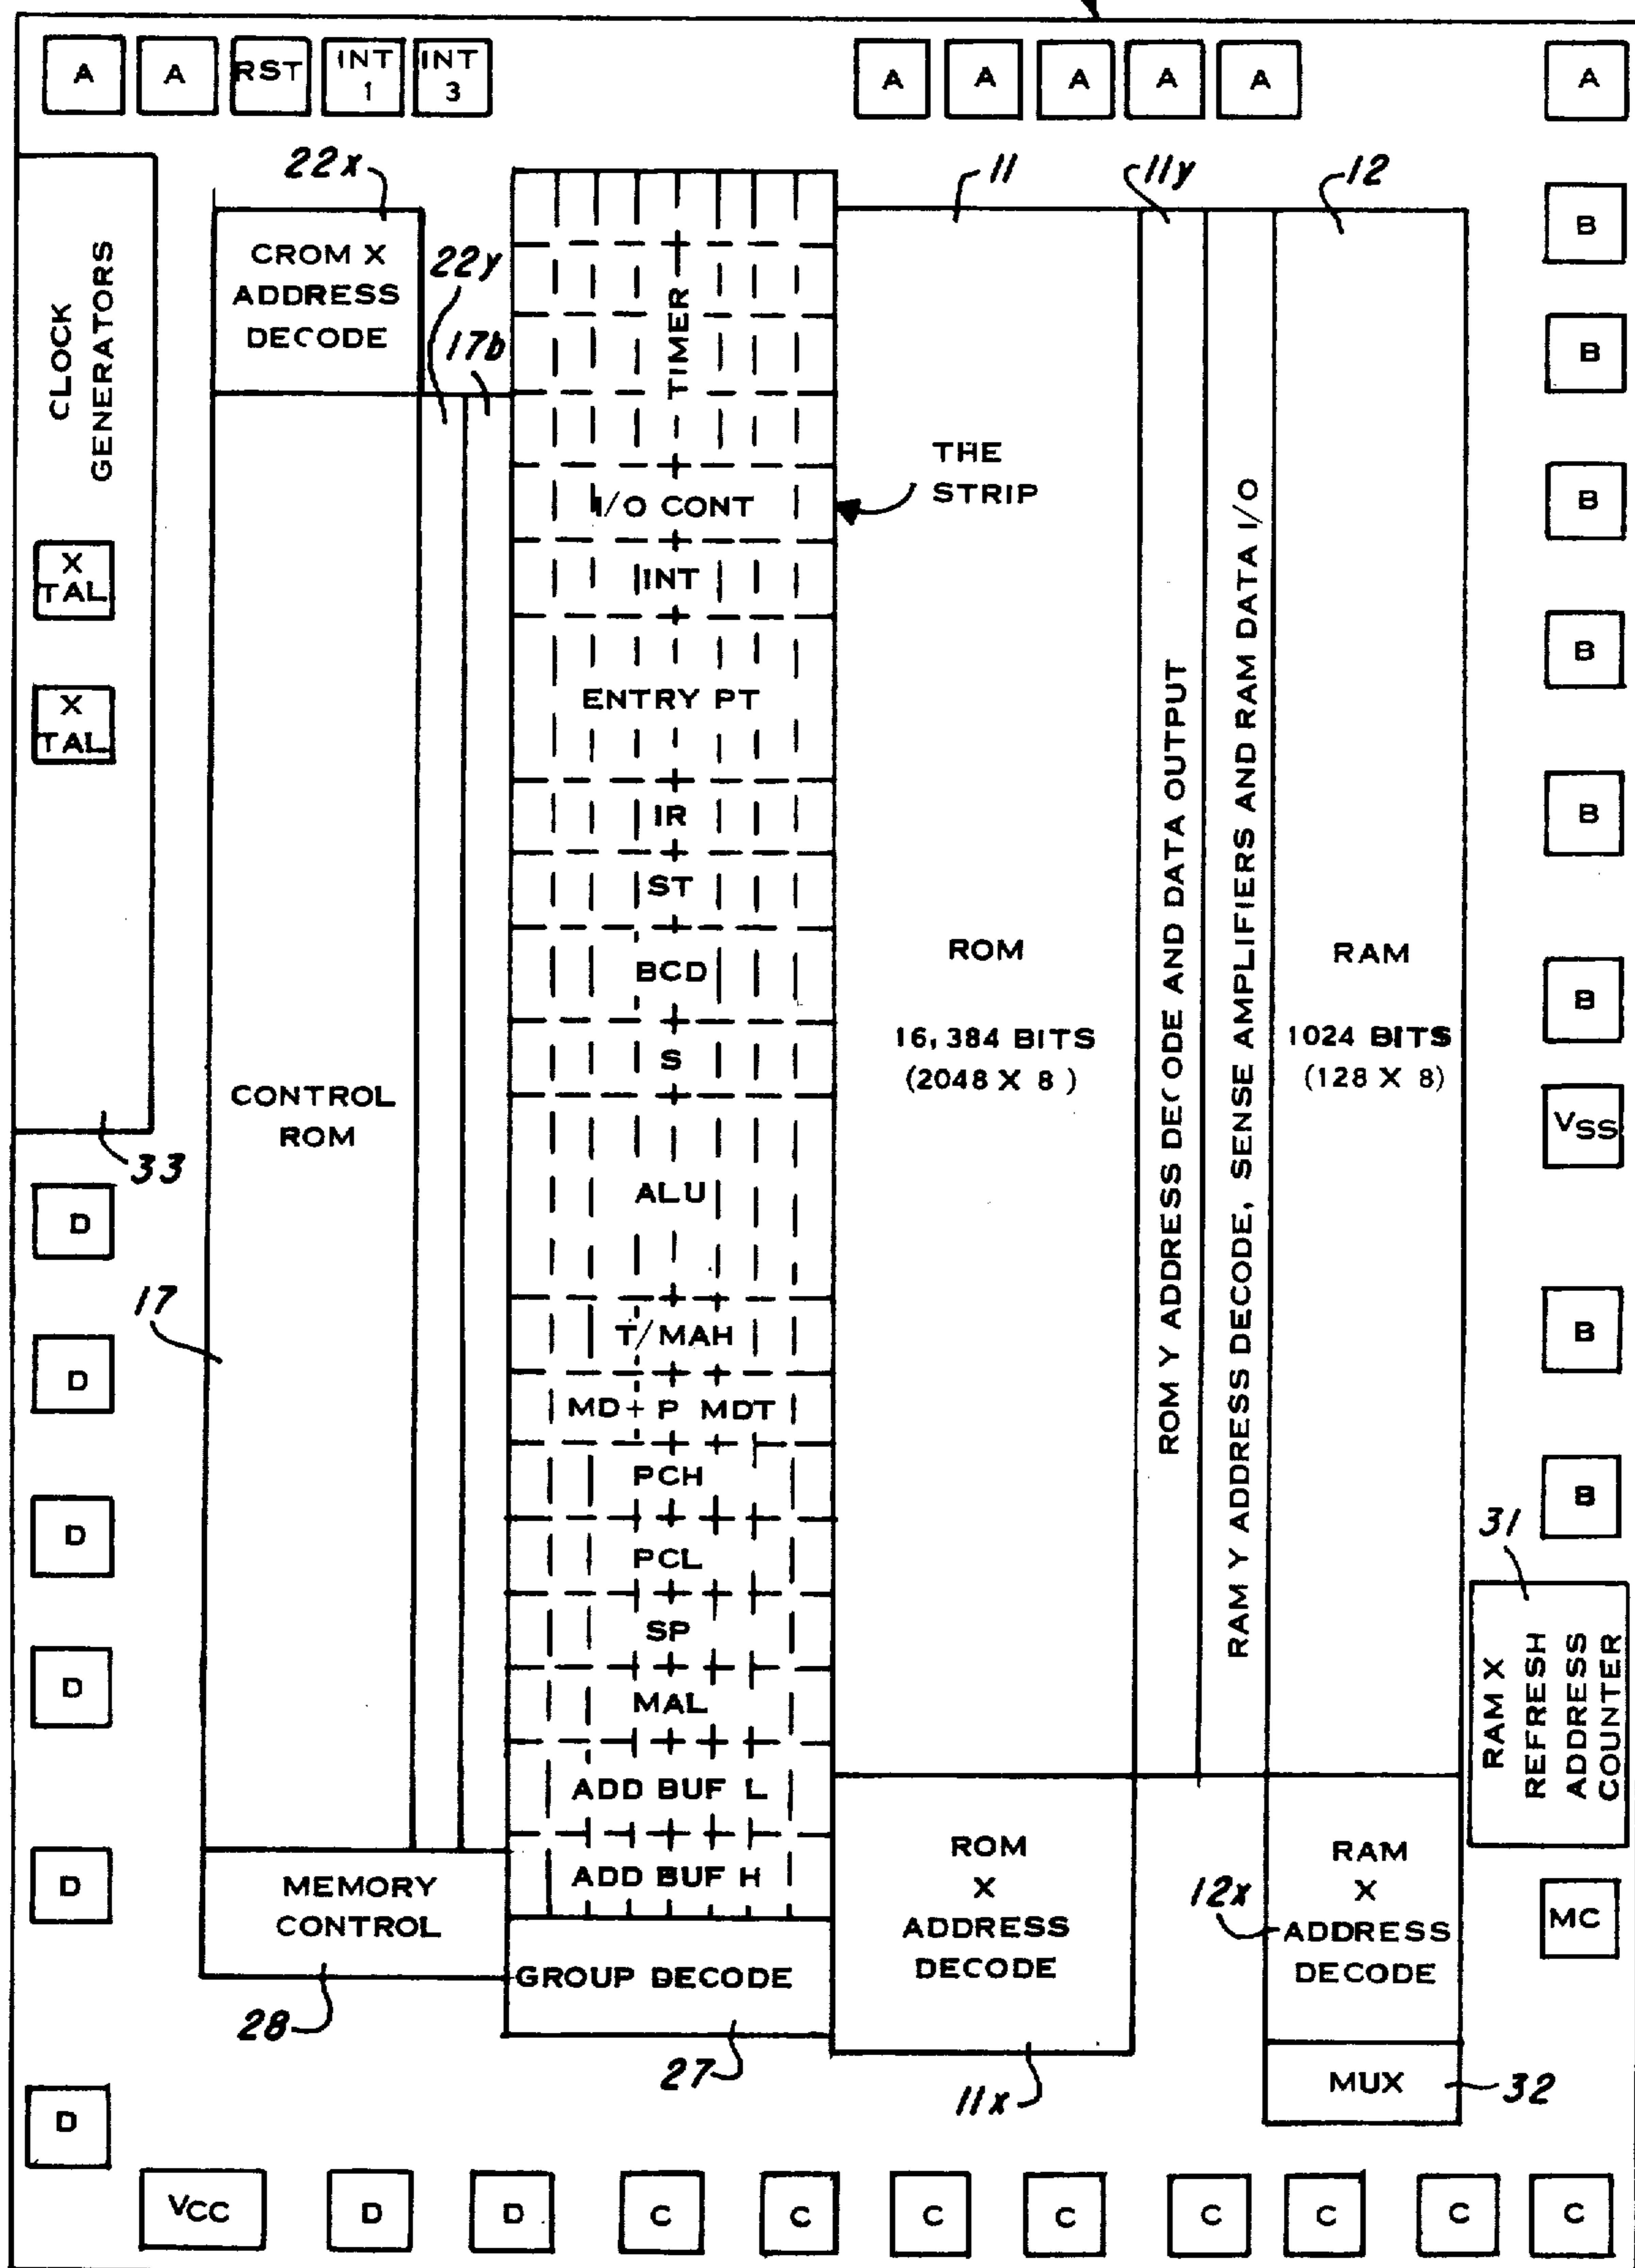 A
A
RST
INT
1
INT
3
A
A
A
A
A
A
22x
11
11y
12
CROM X
ADDRESS
DECODE
22y
17b
CLOCK
GENERATORS
X
TAL
X
TAL
33
CONTROL
ROM
17
TIMER
I/O CONT
INT
ENTRY PT
IR
ST
BCD
S
ALU
T/MAH
MD + P MDT
PCH
PCL
SP
MAL
ADD BUF L
ADD BUF H
THE
STRIP
ROM
16,384 BITS
(2048 X 8)
ROM Y ADDRESS DECODE AND DATA OUTPUT
RAM Y ADDRESS DECODE, SENSE AMPLIFIERS AND RAM DATA I/O
RAM
1024 BITS
(128 X 8)
B
B
B
B
B
B
VSS
B
B
31
RAM X
REFRESH
ADDRESS
COUNTER
MC
D
D
D
D
D
D
MEMORY
CONTROL
28
GROUP DECODE
27
ROM
X
ADDRESS
DECODE
11x
12x
RAM
X
ADDRESS
DECODE
MUX
32
VCC
D
D
C
C
C
C
C
C
C
C